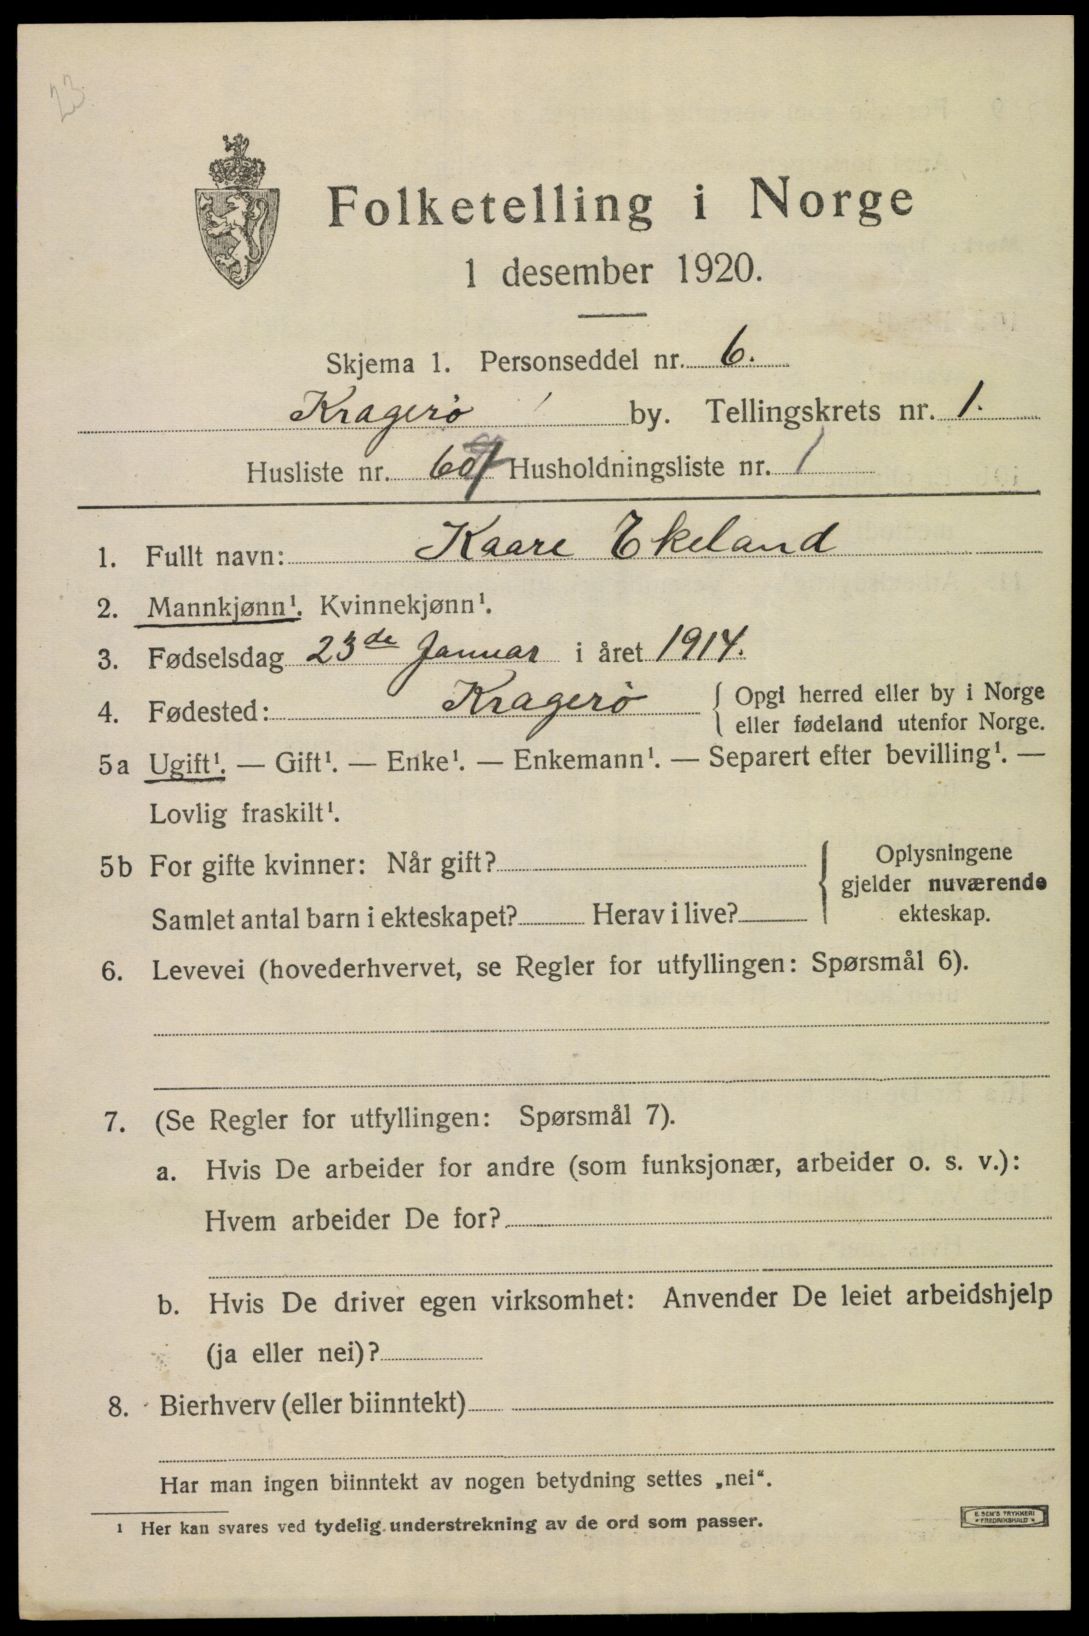 23
Folketelling i Norge
1 desember 1920.
Skjema 1. Personseddel nr. 6.
Kragerø by. Tellingskrets nr. 1.
Husliste nr. Husholdningsliste nr. 1
1. Fullt navn: Kaare Ekeland
2. Mannkjønn¹. Kvinnekjønn¹.
3. Fødselsdag 23de Januar i året 1914.
4. Fødested: Kragerø { Opgi herred eller by i Norge
eller fødeland utenfor Norge.
5a Ugift¹. — Gift¹. — Enke¹. — Enkemann¹. — Separert efter bevilling¹. —
Lovlig fraskilt¹.
5b For gifte kvinner: Når gift? { Oplysningene
gjelder nuværende
Samlet antal barn i ekteskapet? Herav i live? ekteskap.
6. Levevei (hovederhvervet, se Regler for utfyllingen: Spørsmål 6).
7. (Se Regler for utfyllingen: Spørsmål 7).
a. Hvis De arbeider for andre (som funksjonær, arbeider o. s. v.):
Hvem arbeider De for?
b. Hvis De driver egen virksomhet: Anvender De leiet arbeidshjelp
(ja eller nei)?
8. Bierhverv (eller biinntekt)
Har man ingen biinntekt av nogen betydning settes „nei“.
¹ Her kan svares ved tydelig understrekning av de ord som passer.
E. SEM'S TRYKKERI
* FREDRIKSHALD *